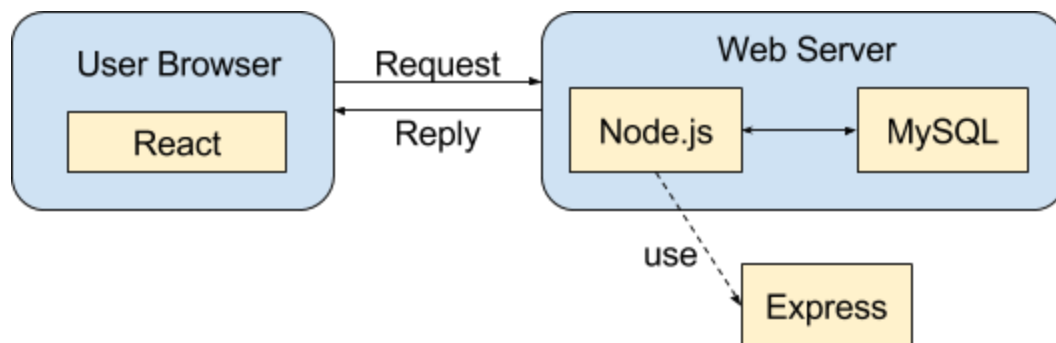 User Browser
React
Request
Reply
Web Server
Node.js
MySQL
use
Express